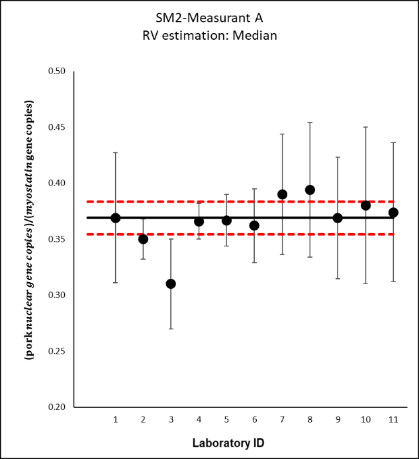 SM2-Measurant A
RV estimation: Median
(pork nuclear gene copies)/(myostatin gene copies)
0.50
0.45
0.40
0.35
0.30
0.25
0.20
1 2 3 4 5 6 7 8 9 10 11
Laboratory ID